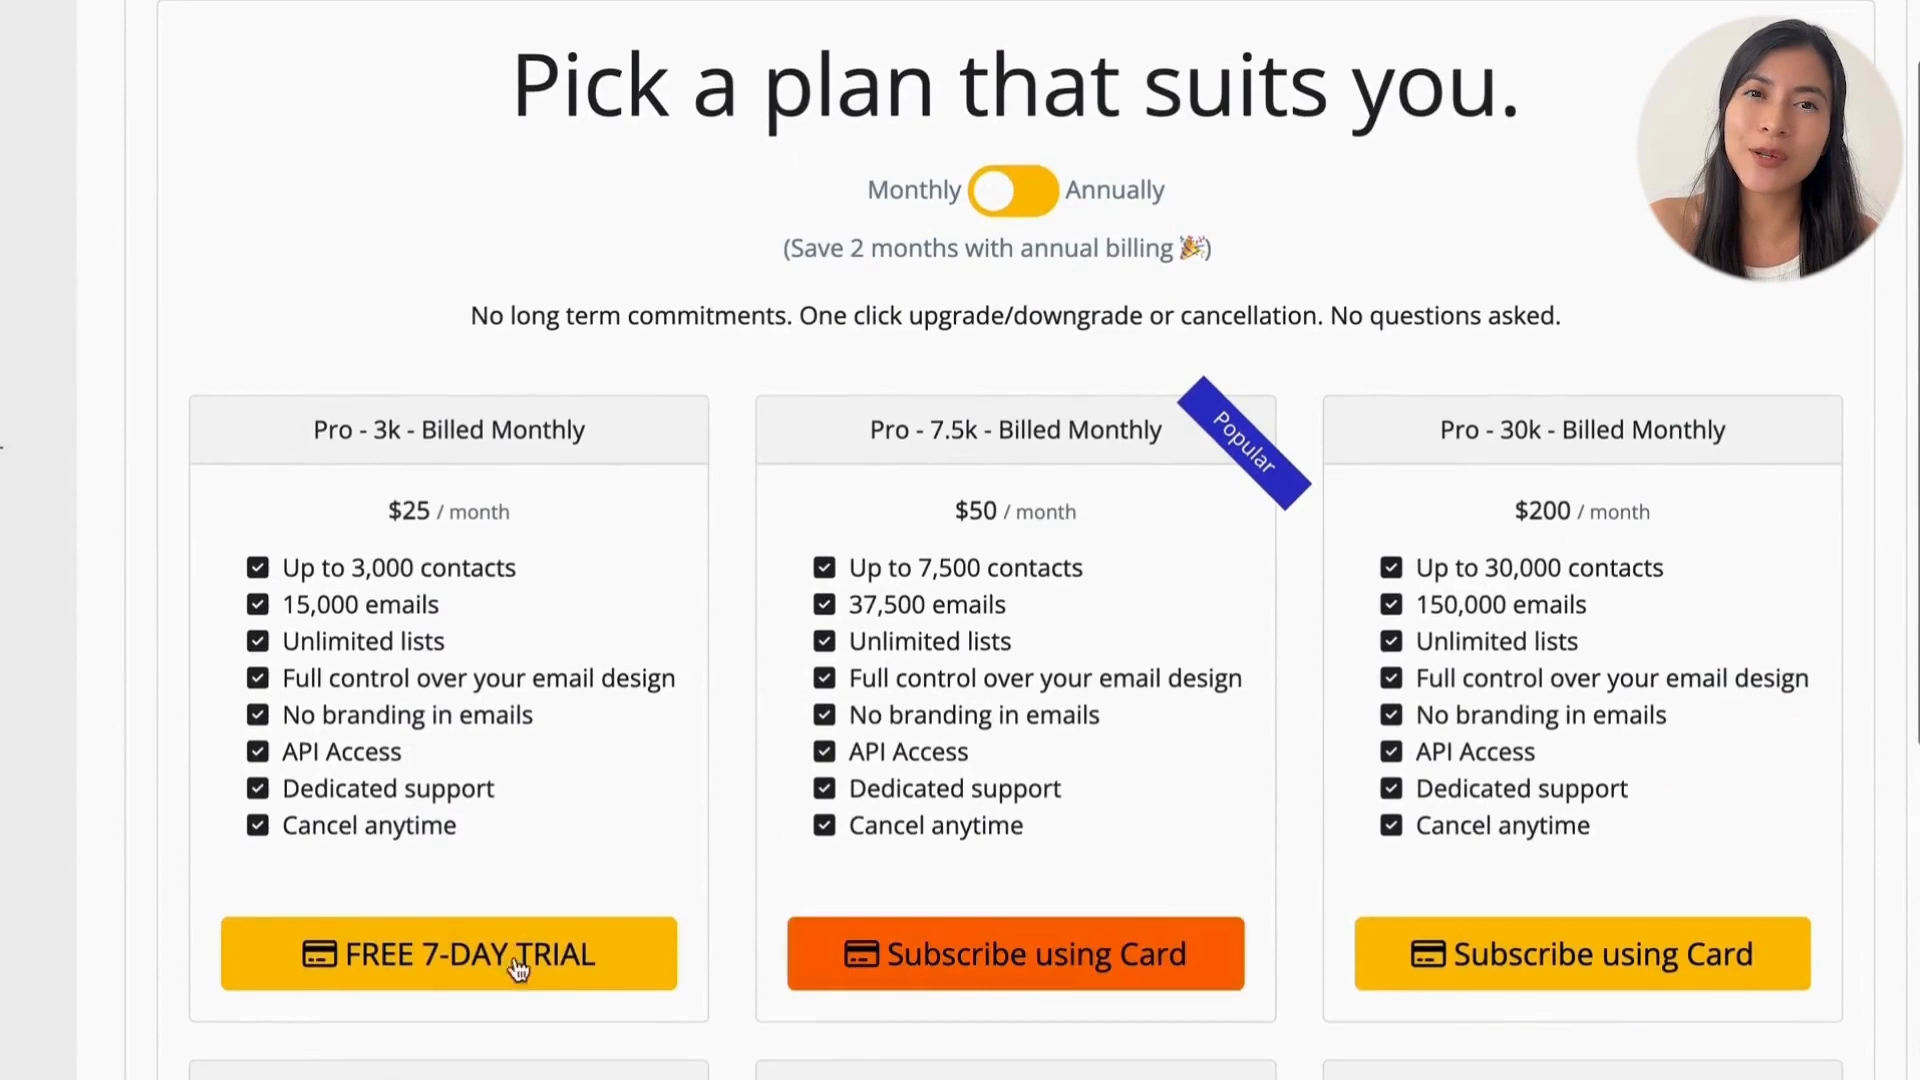 Pick a plan that suits you.
Monthly Annually
(Save 2 months with annual billing 🎉)
No long term commitments. One click upgrade/downgrade or cancellation. No questions asked.
Pro - 3k - Billed Monthly
$25 / month
Up to 3,000 contacts
15,000 emails
Unlimited lists
Full control over your email design
No branding in emails
API Access
Dedicated support
Cancel anytime
FREE 7-DAY TRIAL
Pro - 7.5k - Billed Monthly
Popular
$50 / month
Up to 7,500 contacts
37,500 emails
Unlimited lists
Full control over your email design
No branding in emails
API Access
Dedicated support
Cancel anytime
Subscribe using Card
Pro - 30k - Billed Monthly
$200 / month
Up to 30,000 contacts
150,000 emails
Unlimited lists
Full control over your email design
No branding in emails
API Access
Dedicated support
Cancel anytime
Subscribe using Card